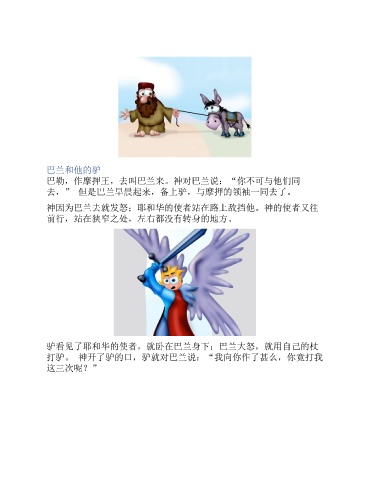 巴兰和他的驴
巴勒，作摩押王，去叫巴兰来。神对巴兰说：“你不可与他们同
去，” 但是巴兰早晨起来，备上驴，与摩押的领袖一同去了。
神因为巴兰去就发怒；耶和华的使者站在路上敌挡他。神的使者又往
前行，站在狭窄之处，左右都没有转身的地方。
驴看见了耶和华的使者，就卧在巴兰身下；巴兰大怒，就用自己的杖
打驴。 神开了驴的口，驴就对巴兰说：“我向你作了甚么，你竟打我
这三次呢？”